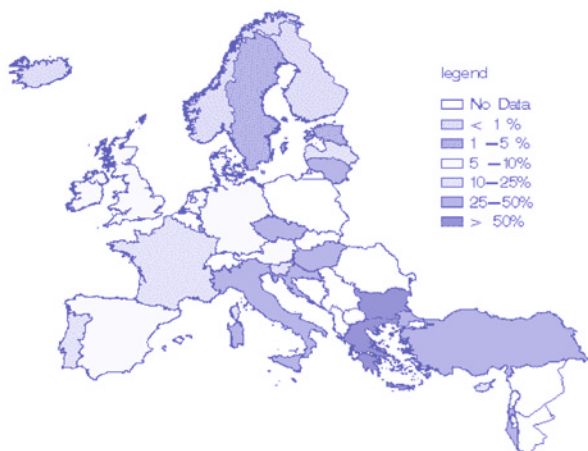 legend
No Data
< 1 %
1 –5 %
5 –10%
10–25%
25–50%
> 50%